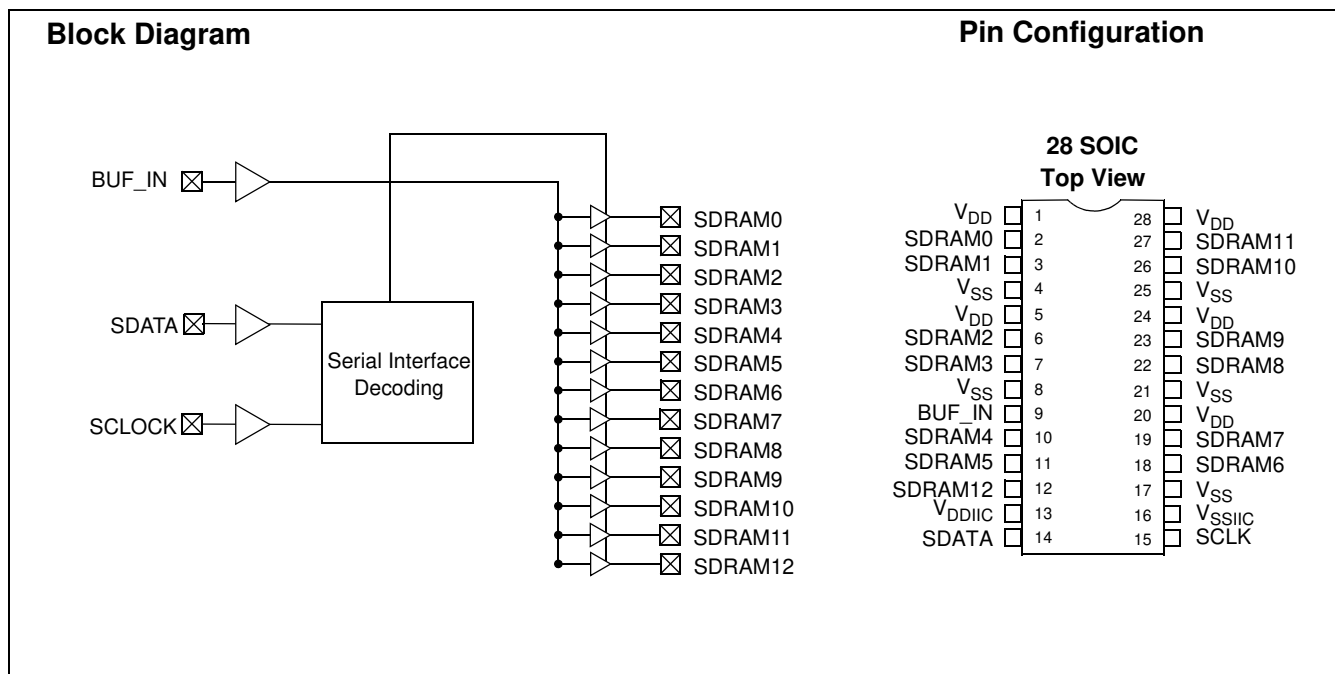 Block Diagram
BUF_IN
SDATA
SCLOCK
Serial Interface
Decoding
SDRAM0
SDRAM1
SDRAM2
SDRAM3
SDRAM4
SDRAM5
SDRAM6
SDRAM7
SDRAM8
SDRAM9
SDRAM10
SDRAM11
SDRAM12
Pin Configuration
28 SOIC
Top View
VDD 1 28 VDD
SDRAM0 2 27 SDRAM11
SDRAM1 3 26 SDRAM10
VSS 4 25 VSS
VDD 5 24 VDD
SDRAM2 6 23 SDRAM9
SDRAM3 7 22 SDRAM8
VSS 8 21 VSS
BUF_IN 9 20 VDD
SDRAM4 10 19 SDRAM7
SDRAM5 11 18 SDRAM6
SDRAM12 12 17 VSS
VDDIIC 13 16 VSSIIC
SDATA 14 15 SCLK